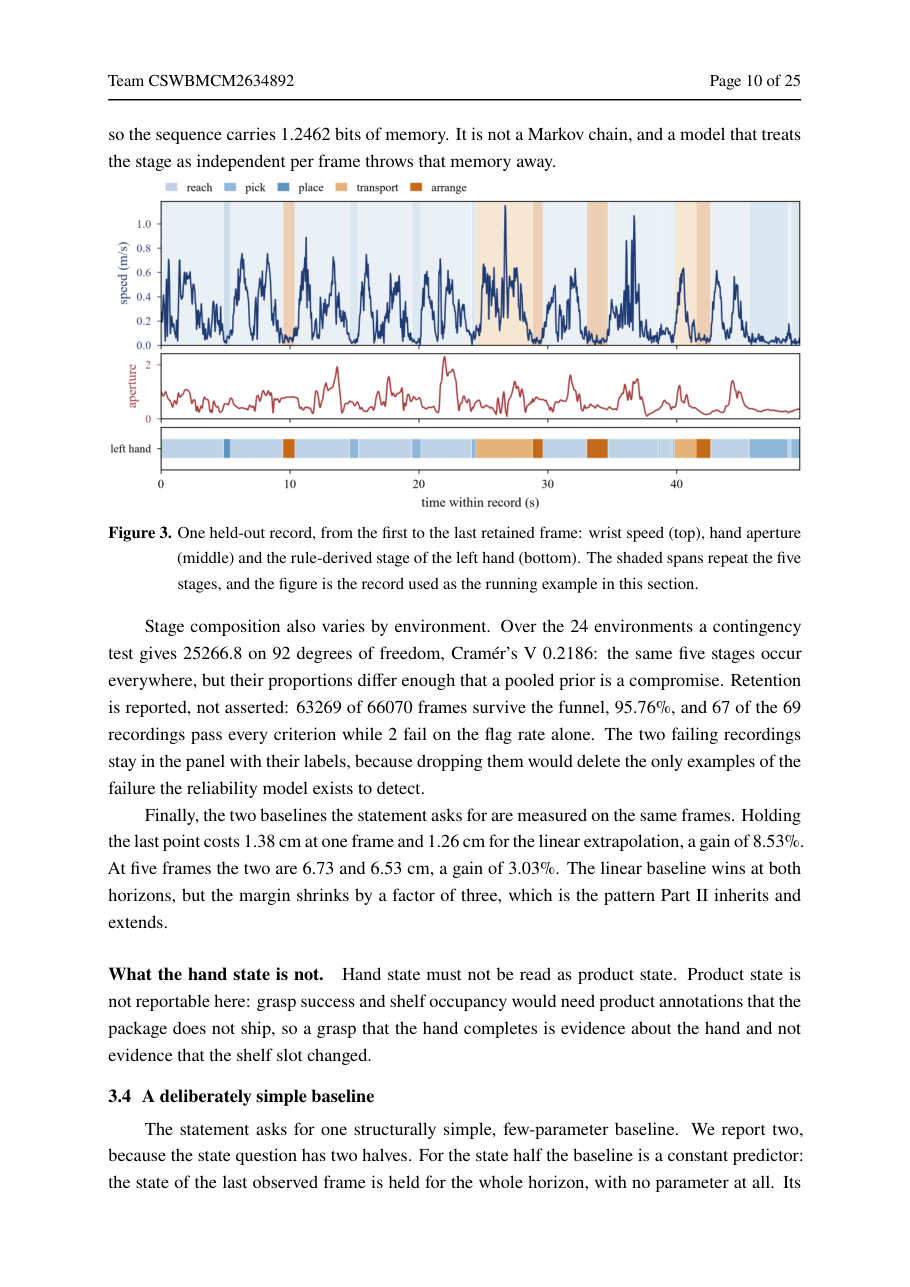 Team CSWBMCM2634892 Page 10 of 25
so the sequence carries 1.2462 bits of memory. It is not a Markov chain, and a model that treats
the stage as independent per frame throws that memory away.
reach pick place transport arrange
1.0
0.8
0.6
0.4
0.2
0.0
speed (m/s)
2
0
aperture
left hand
0 10 20 30 40
time within record (s)
Figure 3. One held-out record, from the first to the last retained frame: wrist speed (top), hand aperture
(middle) and the rule-derived stage of the left hand (bottom). The shaded spans repeat the five
stages, and the figure is the record used as the running example in this section.
Stage composition also varies by environment. Over the 24 environments a contingency
test gives 25266.8 on 92 degrees of freedom, Cramér's V 0.2186: the same five stages occur
everywhere, but their proportions differ enough that a pooled prior is a compromise. Retention
is reported, not asserted: 63269 of 66070 frames survive the funnel, 95.76%, and 67 of the 69
recordings pass every criterion while 2 fail on the flag rate alone. The two failing recordings
stay in the panel with their labels, because dropping them would delete the only examples of the
failure the reliability model exists to detect.
Finally, the two baselines the statement asks for are measured on the same frames. Holding
the last point costs 1.38 cm at one frame and 1.26 cm for the linear extrapolation, a gain of 8.53%.
At five frames the two are 6.73 and 6.53 cm, a gain of 3.03%. The linear baseline wins at both
horizons, but the margin shrinks by a factor of three, which is the pattern Part II inherits and
extends.
What the hand state is not. Hand state must not be read as product state. Product state is
not reportable here: grasp success and shelf occupancy would need product annotations that the
package does not ship, so a grasp that the hand completes is evidence about the hand and not
evidence that the shelf slot changed.
3.4 A deliberately simple baseline
The statement asks for one structurally simple, few-parameter baseline. We report two,
because the state question has two halves. For the state half the baseline is a constant predictor:
the state of the last observed frame is held for the whole horizon, with no parameter at all. Its